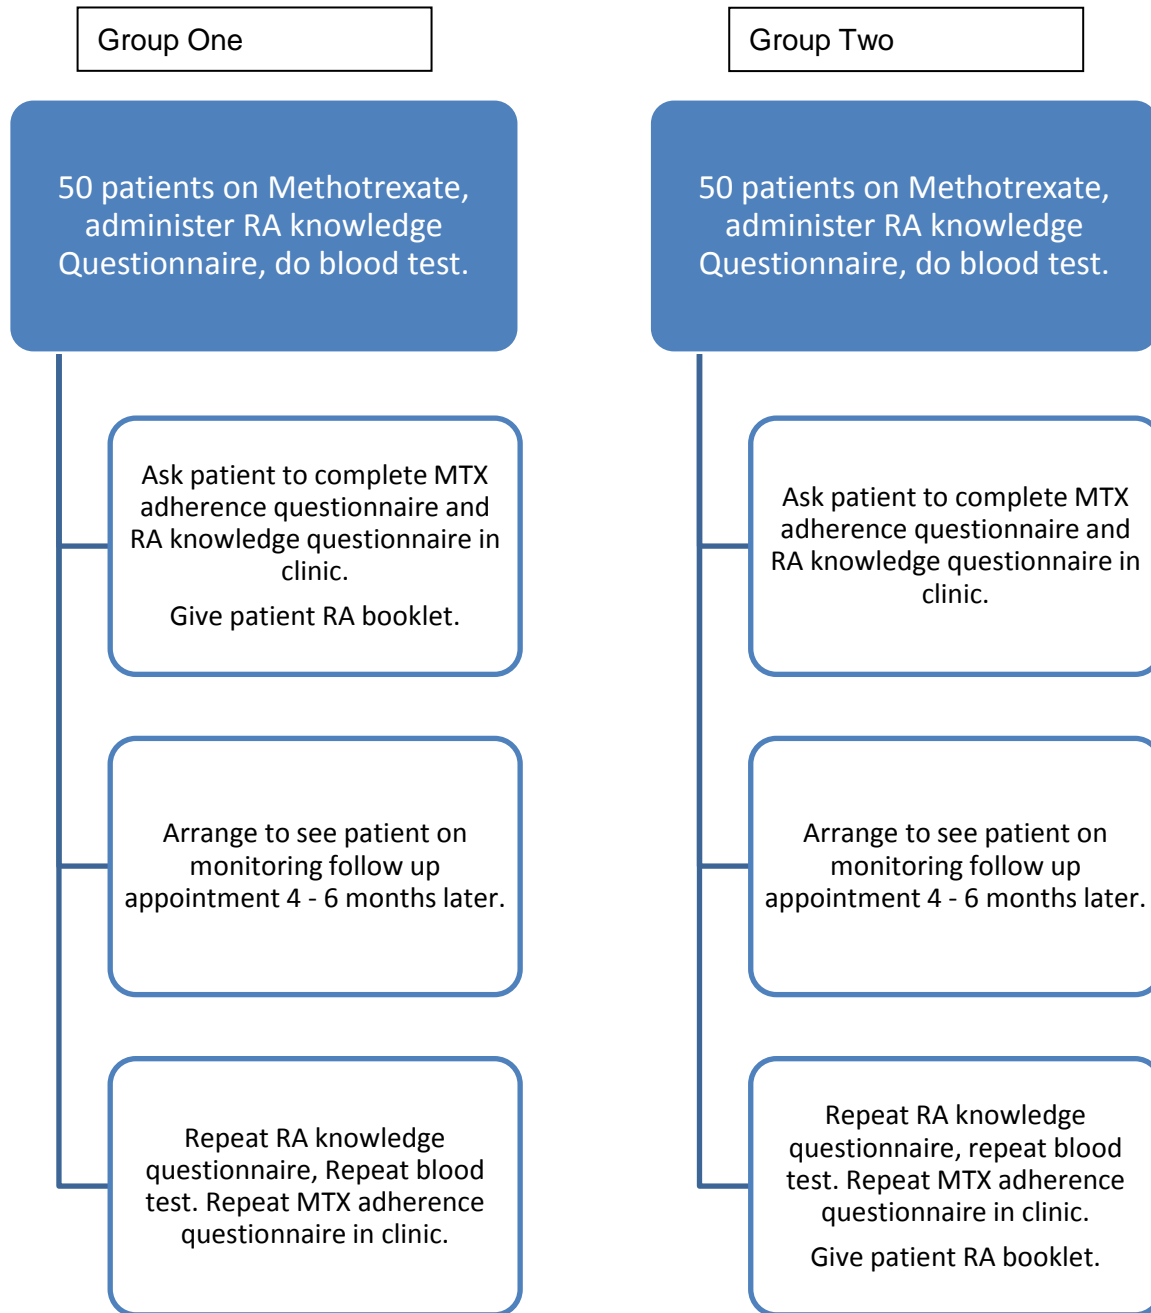 Group One
50 patients on Methotrexate,
administer RA knowledge
Questionnaire, do blood test.
Ask patient to complete MTX
adherence questionnaire and
RA knowledge questionnaire in
clinic.
Give patient RA booklet.
Arrange to see patient on
monitoring follow up
appointment 4 - 6 months later.
Repeat RA knowledge
questionnaire, Repeat blood
test. Repeat MTX adherence
questionnaire in clinic.
Group Two
50 patients on Methotrexate,
administer RA knowledge
Questionnaire, do blood test.
Ask patient to complete MTX
adherence questionnaire and
RA knowledge questionnaire in
clinic.
Arrange to see patient on
monitoring follow up
appointment 4 - 6 months later.
Repeat RA knowledge
questionnaire, repeat blood
test. Repeat MTX adherence
questionnaire in clinic.
Give patient RA booklet.